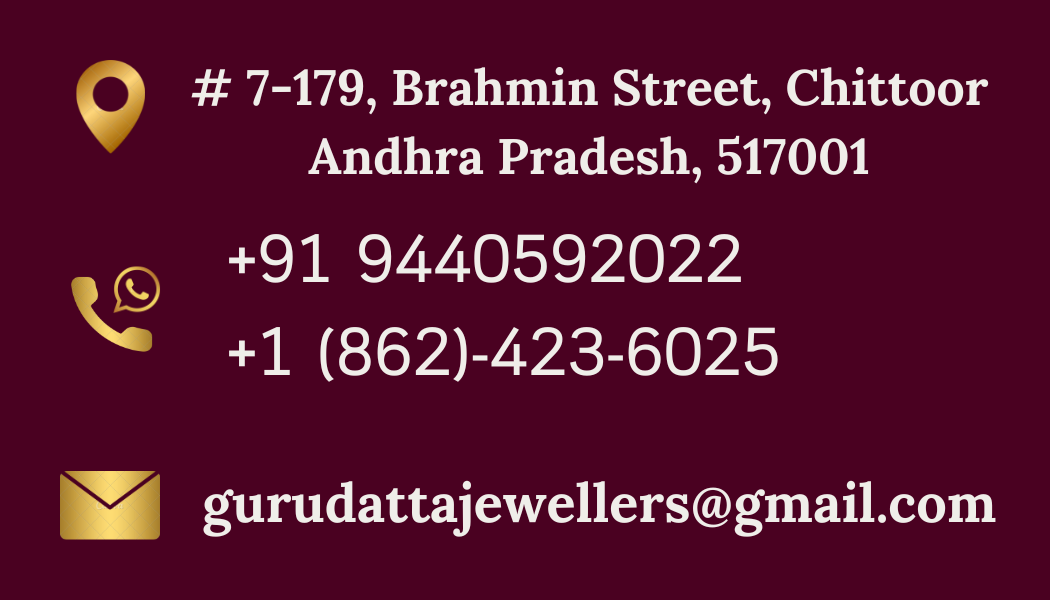 # 7-179, Brahmin Street, Chittoor
Andhra Pradesh, 517001
+91 9440592022
+1 (862)-423-6025
gurudattajewellers@gmail.com